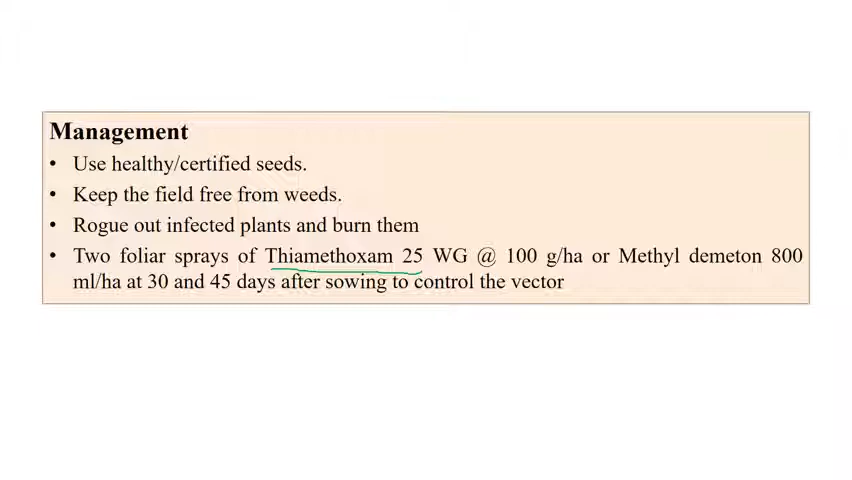 Management
• Use healthy/certified seeds.
• Keep the field free from weeds.
• Rogue out infected plants and burn them
• Two foliar sprays of Thiamethoxam 25 WG @ 100 g/ha or Methyl demeton 800
ml/ha at 30 and 45 days after sowing to control the vector